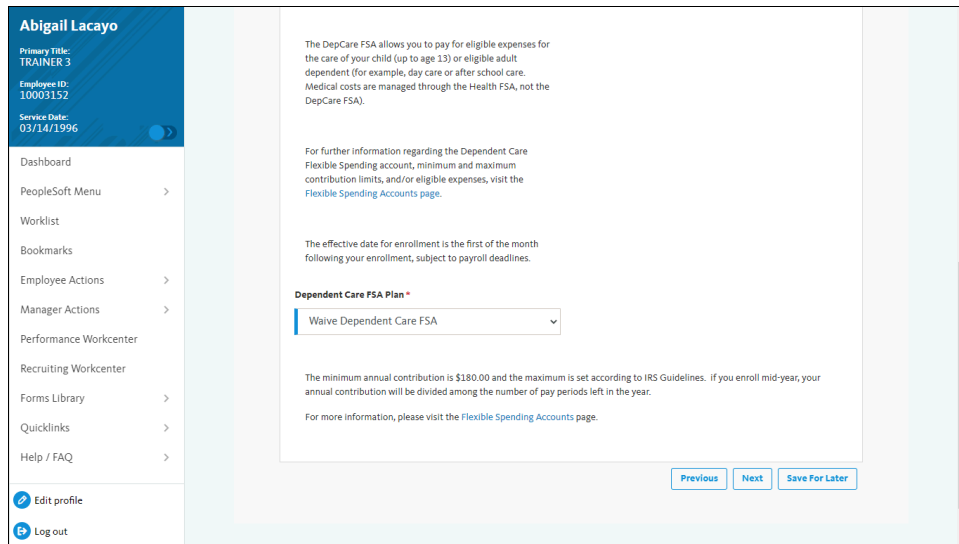 Abigail Lacayo
Primary Title:
TRAINER 3
Employee ID:
10003152
Service Date:
03/14/1996
Dashboard
PeopleSoft Menu
Worklist
Bookmarks
Employee Actions
Manager Actions
Performance Workcenter
Recruiting Workcenter
Forms Library
Quicklinks
Help / FAQ
Edit profile
Log out
The DepCare FSA allows you to pay for eligible expenses for
the care of your child (up to age 13) or eligible adult
dependent (for example, day care or after school care.
Medical costs are managed through the Health FSA, not the
DepCare FSA).
For further information regarding the Dependent Care
Flexible Spending account, minimum and maximum
contribution limits, and/or eligible expenses, visit the
Flexible Spending Accounts page.
The effective date for enrollment is the first of the month
following your enrollment, subject to payroll deadlines.
Dependent Care FSA Plan *
Waive Dependent Care FSA
The minimum annual contribution is $180.00 and the maximum is set according to IRS Guidelines. if you enroll mid-year, your
annual contribution will be divided among the number of pay periods left in the year.
For more information, please visit the Flexible Spending Accounts page.
Previous Next Save For Later